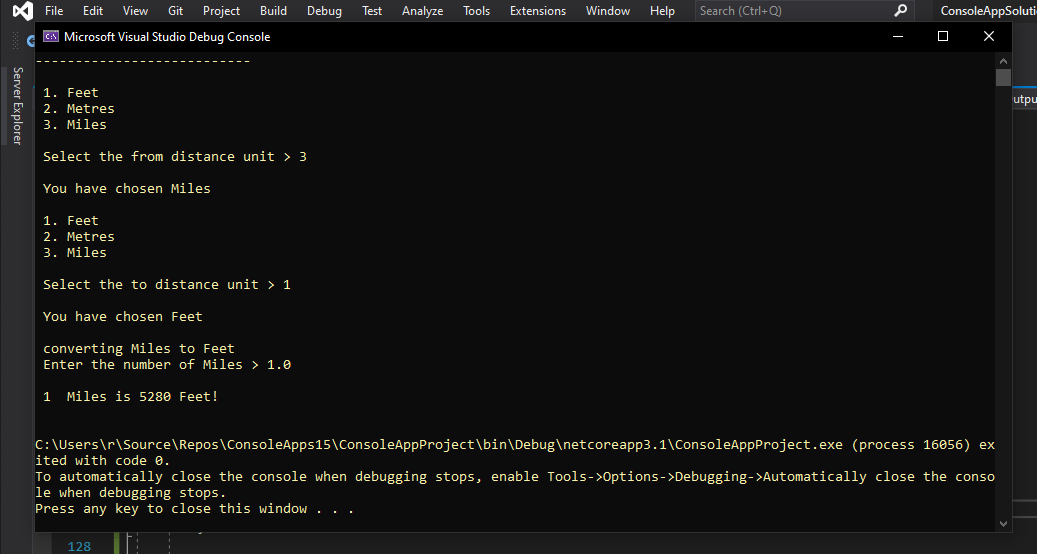 File Edit View Git Project Build Debug Test Analyze Tools Extensions Window Help Search (Ctrl+Q) ConsoleAppSoluti
Microsoft Visual Studio Debug Console
Server Explorer
utpu
---------------------------
1. Feet
2. Metres
3. Miles
Select the from distance unit > 3
You have chosen Miles
1. Feet
2. Metres
3. Miles
Select the to distance unit > 1
You have chosen Feet
converting Miles to Feet
Enter the number of Miles > 1.0
1  Miles is 5280 Feet!
C:\Users\r\Source\Repos\ConsoleApps15\ConsoleAppProject\bin\Debug\netcoreapp3.1\ConsoleAppProject.exe (process 16056) ex
ited with code 0.
To automatically close the console when debugging stops, enable Tools->Options->Debugging->Automatically close the conso
le when debugging stops.
Press any key to close this window . . .
128